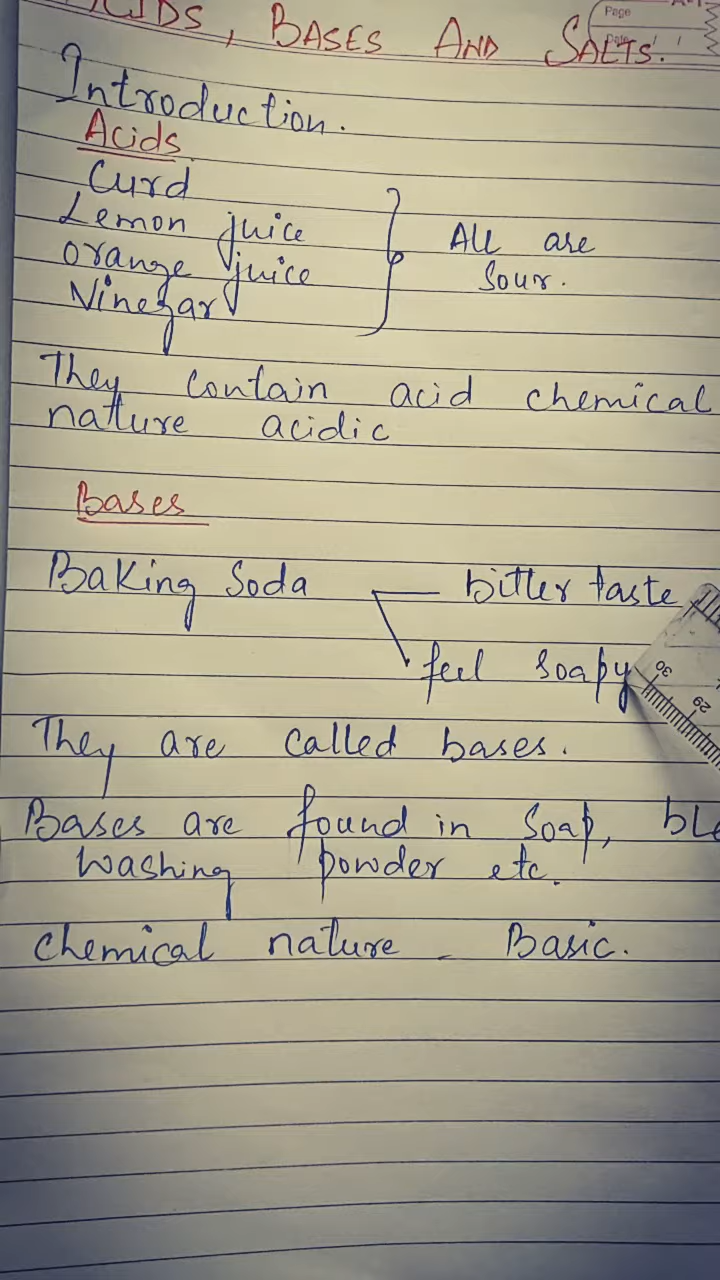 ACIDS, BASES AND SALTS.
Page
Date
Introduction.
Acids
Curd
Lemon juice
orange juice
Vinegar
All are
Sour.
They contain acid chemical
nature acidic
Bases
Baking Soda
bitter taste
feel soapy
30
29
They are called bases.
Bases are found in Soap,
Washing powder etc.
chemical nature - Basic.